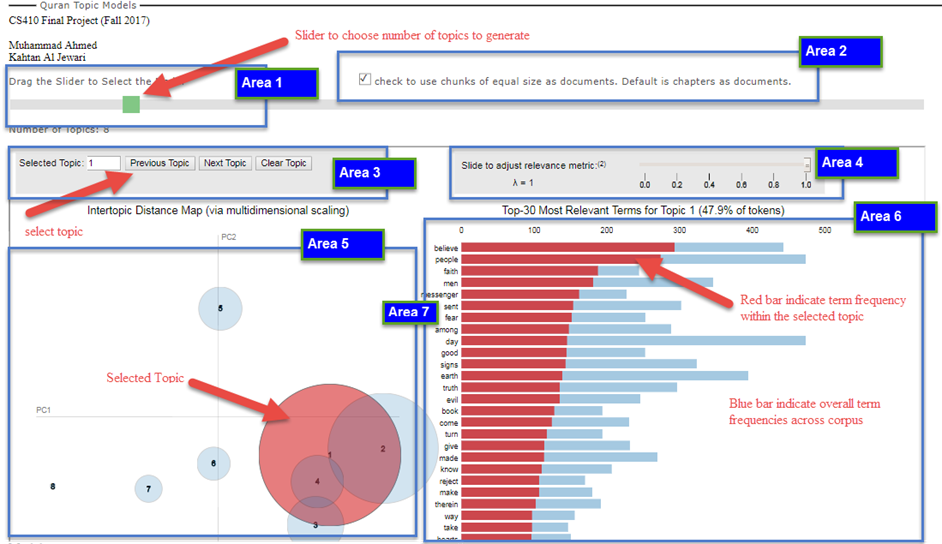 Quran Topic Models
CS410 Final Project (Fall 2017)
Muhammad Ahmed
Kahtan Al Jewari
Slider to choose number of topics to generate
Drag the Slider to Select the
Area 1
Area 2
check to use chunks of equal size as documents. Default is chapters as documents.
Number of Topics: 8
Selected Topic: 1 Previous Topic Next Topic Clear Topic
Area 3
select topic
Slide to adjust relevance metric:(2)
λ = 1
0.0 0.2 0.4 0.6 0.8 1.0
Area 4
Intertopic Distance Map (via multidimensional scaling)
Area 5
PC2
PC1
5
Selected Topic
1
2
6
4
8
7
3
Area 7
Top-30 Most Relevant Terms for Topic 1 (47.9% of tokens)
Area 6
0 100 200 300 400 500
believe
people
faith
men
messenger
sent
fear
among
day
good
signs
earth
truth
evil
book
come
turn
give
made
know
reject
make
therein
way
take
hearts
Red bar indicate term frequency
within the selected topic
Blue bar indicate overall term
frequencies across corpus